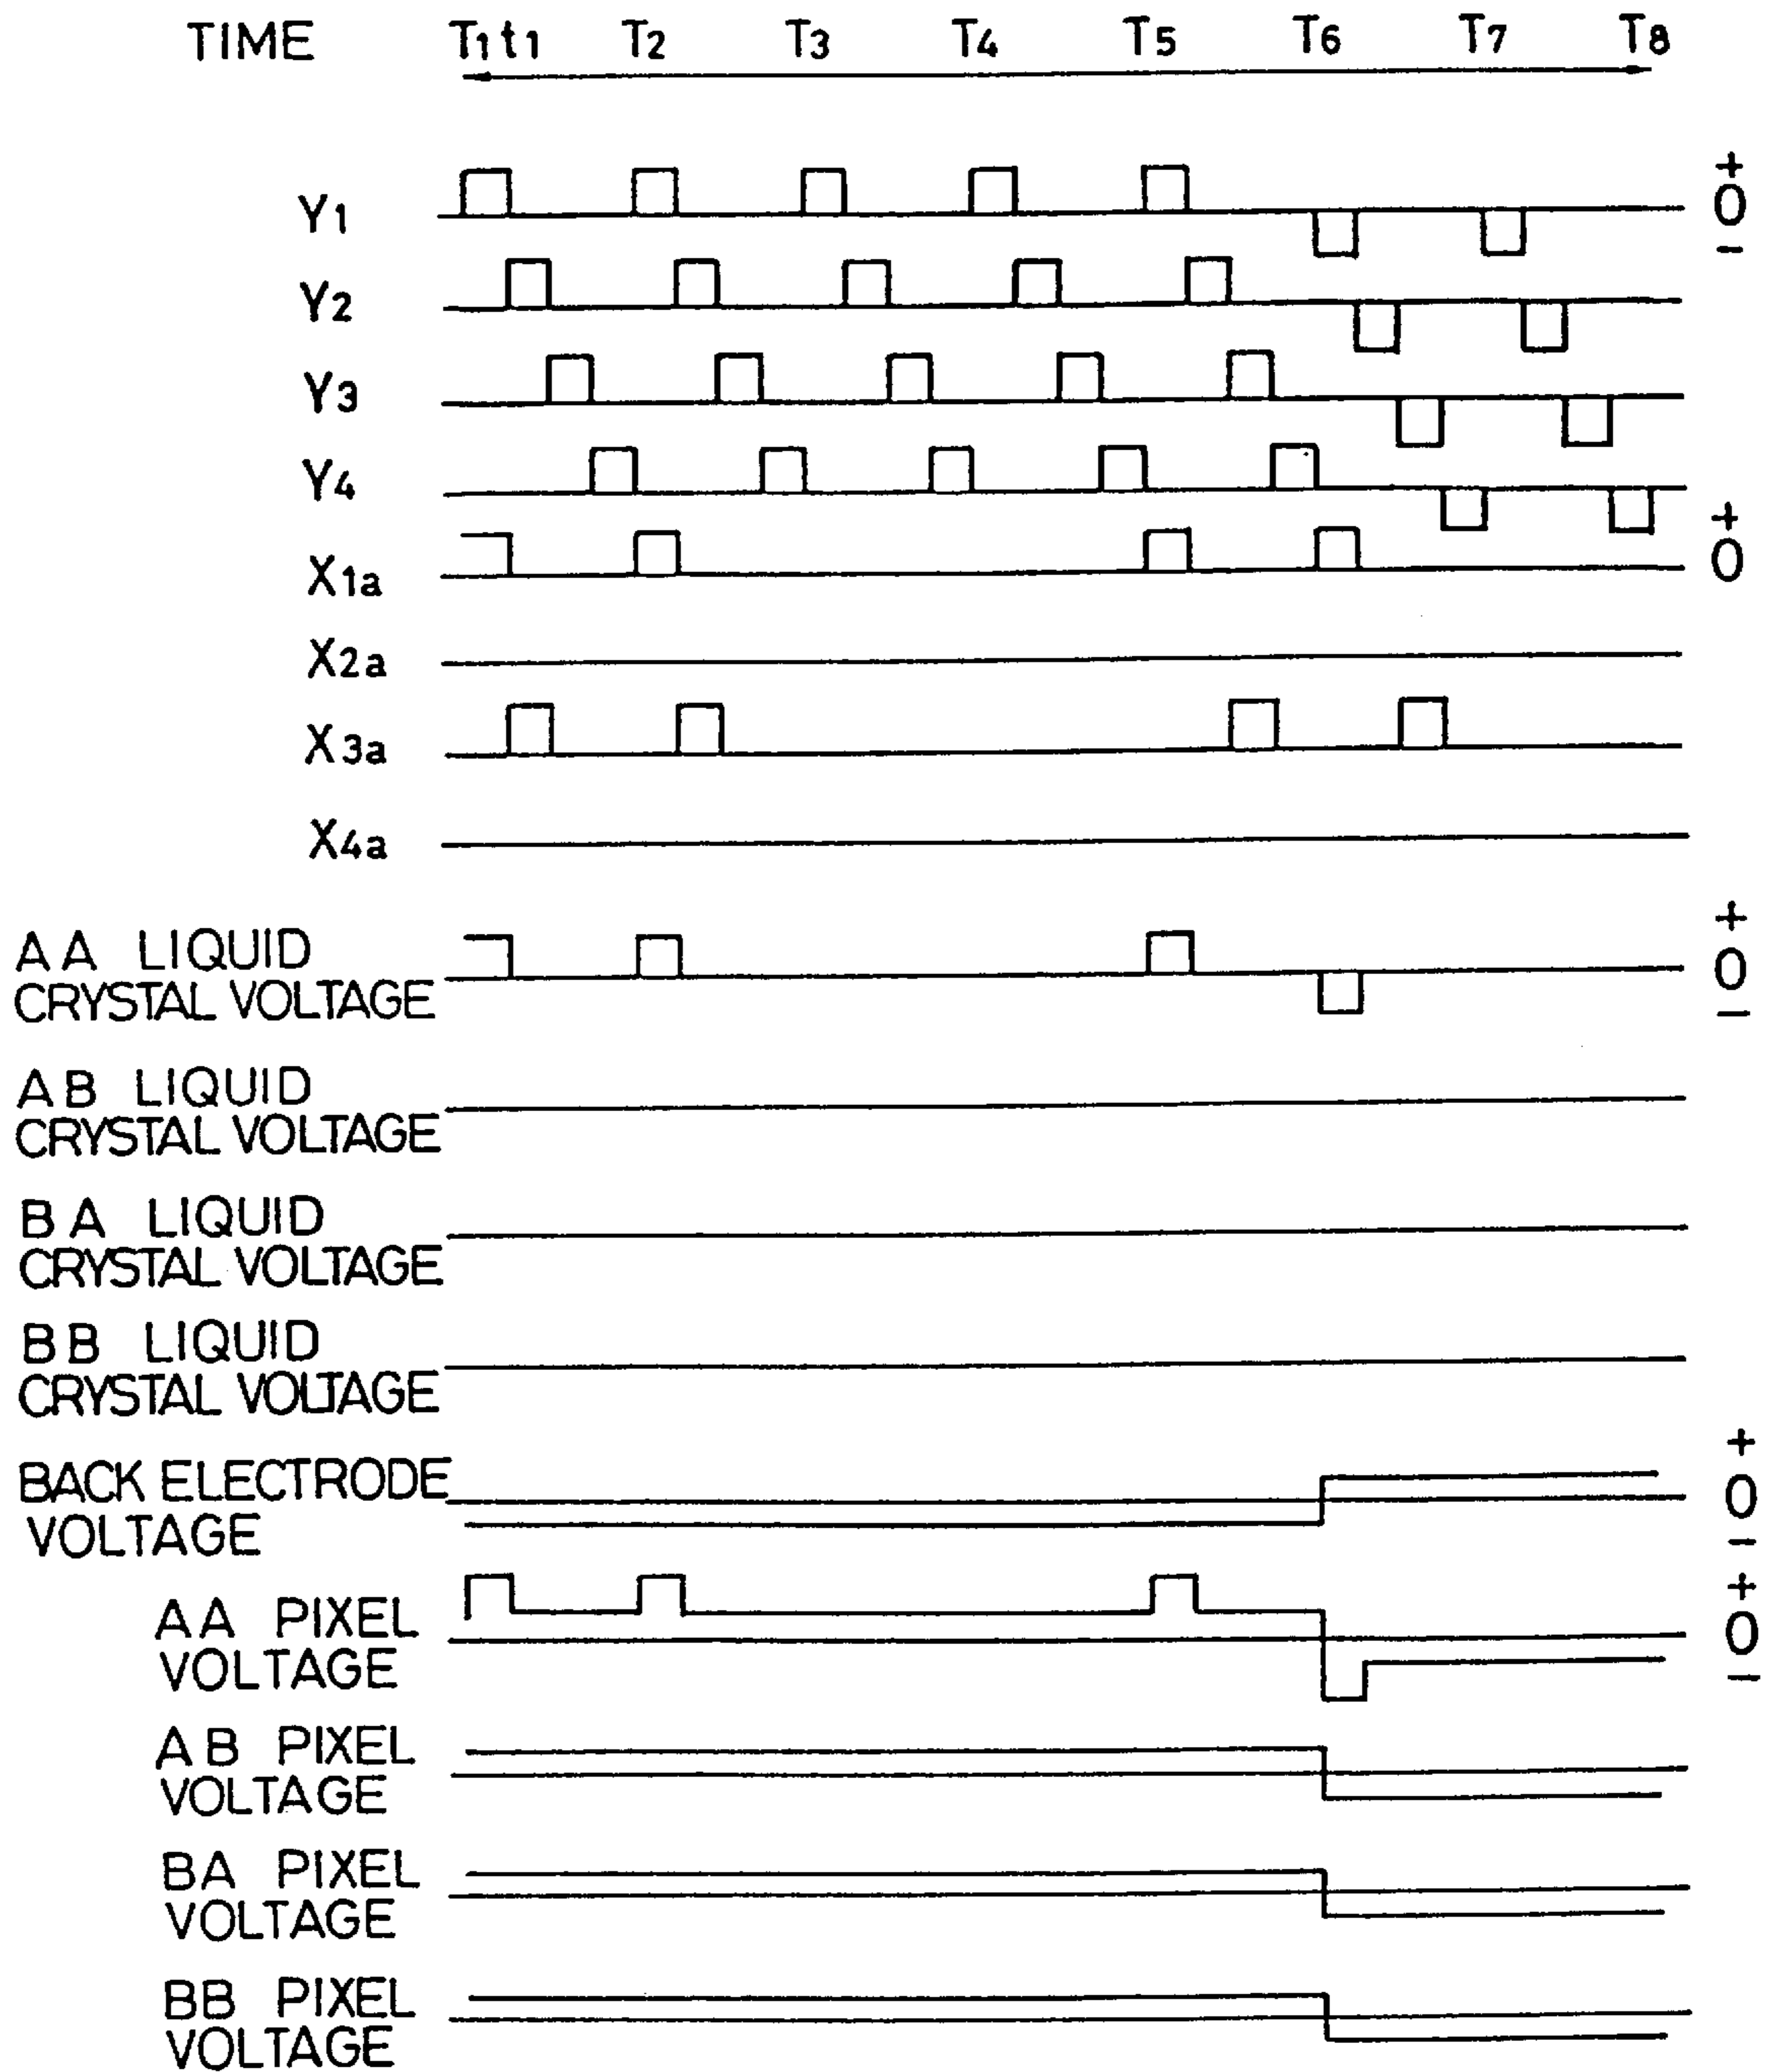 TIME T1 t1 T2 T3 T4 T5 T6 T7 T8
+
Y1 0
-
Y2
Y3
Y4
+
X1a 0
X2a
X3a
X4a
+
AA LIQUID
CRYSTAL VOLTAGE 0
-
AB LIQUID
CRYSTAL VOLTAGE
BA LIQUID
CRYSTAL VOLTAGE
BB LIQUID
CRYSTAL VOLTAGE
+
BACK ELECTRODE
VOLTAGE 0
-
+
AA PIXEL 0
VOLTAGE -
AB PIXEL
VOLTAGE
BA PIXEL
VOLTAGE
BB PIXEL
VOLTAGE